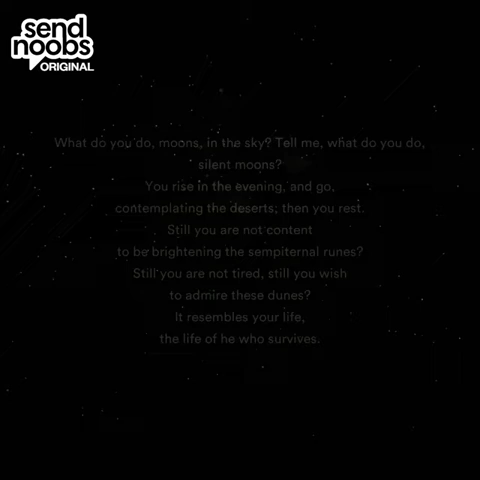 send
noobs
ORIGINAL
What do you do, moons, in the sky? Tell me, what do you do,
silent moons?
You rise in the evening, and go,
contemplating the deserts; then you rest.
Still you are not content
to be brightening the sempiternal runes?
Still you are not tired, still you wish
to admire these dunes?
It resembles your life,
the life of he who survives.